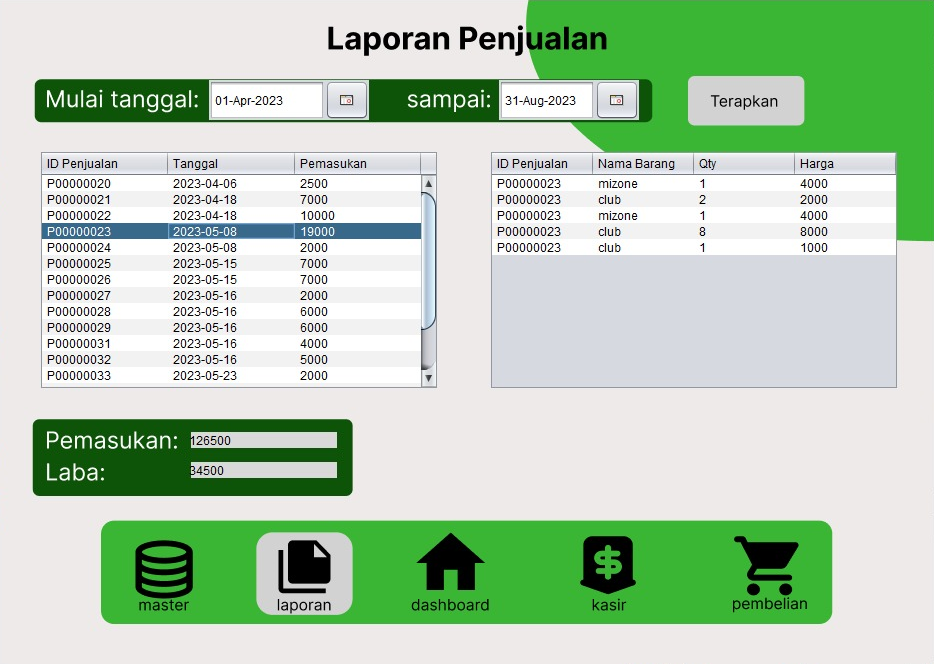 Laporan Penjualan
Mulai tanggal: 01-Apr-2023 sampai: 31-Aug-2023 Terapkan
ID Penjualan Tanggal Pemasukan
P00000020 2023-04-06 2500
P00000021 2023-04-18 7000
P00000022 2023-04-18 10000
P00000023 2023-05-08 19000
P00000024 2023-05-08 2000
P00000025 2023-05-15 7000
P00000026 2023-05-15 7000
P00000027 2023-05-16 2000
P00000028 2023-05-16 6000
P00000029 2023-05-16 6000
P00000031 2023-05-16 4000
P00000032 2023-05-16 5000
P00000033 2023-05-23 2000
ID Penjualan Nama Barang Qty Harga
P00000023 mizone 1 4000
P00000023 club 2 2000
P00000023 mizone 1 4000
P00000023 club 8 8000
P00000023 club 1 1000
Pemasukan: 126500
Laba: 34500
master laporan dashboard kasir pembelian